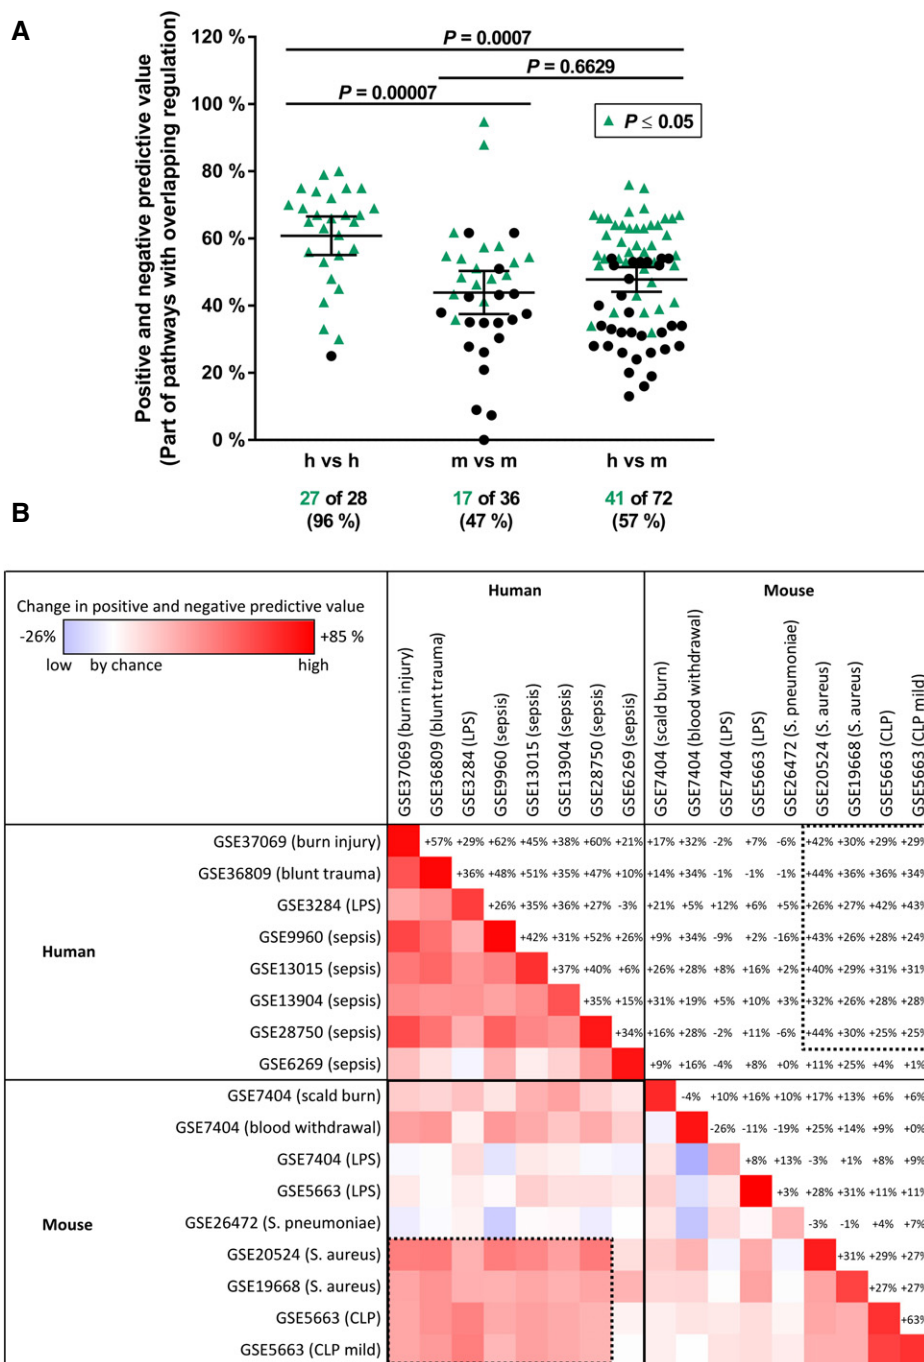 A
120 %
100 %
80 %
60 %
40 %
20 %
0 %
Positive and negative predictive value
(Part of pathways with overlapping regulation)
P = 0.0007
P = 0.6629
P = 0.00007
▲ P ≤ 0.05
h vs h m vs m h vs m
27 of 28 17 of 36 41 of 72
(96 %) (47 %) (57 %)
B
Change in positive and negative predictive value
-26% +85 %
low by chance high
Human Mouse
GSE37069 (burn injury)
GSE36809 (blunt trauma)
GSE3284 (LPS)
GSE9960 (sepsis)
GSE13015 (sepsis)
GSE13904 (sepsis)
GSE28750 (sepsis)
GSE6269 (sepsis)
GSE7404 (scald burn)
GSE7404 (blood withdrawal)
GSE7404 (LPS)
GSE5663 (LPS)
GSE26472 (S. pneumoniae)
GSE20524 (S. aureus)
GSE19668 (S. aureus)
GSE5663 (CLP)
GSE5663 (CLP mild)
Human
GSE37069 (burn injury) +57% +29% +62% +45% +38% +60% +21% +17% +32% -2% +7% -6% +42% +30% +29% +29%
GSE36809 (blunt trauma) +36% +48% +51% +35% +47% +10% +14% +34% -1% -1% -1% +44% +36% +36% +34%
GSE3284 (LPS) +26% +35% +36% +27% -3% +21% +5% +12% +6% +5% +26% +27% +42% +43%
GSE9960 (sepsis) +42% +31% +52% +26% +9% +34% -9% +2% -16% +43% +26% +28% +24%
GSE13015 (sepsis) +37% +40% +6% +26% +28% +8% +16% +2% +40% +29% +31% +31%
GSE13904 (sepsis) +35% +15% +31% +19% +5% +10% +3% +32% +26% +28% +28%
GSE28750 (sepsis) +34% +16% +28% -2% +11% -6% +44% +30% +25% +25%
GSE6269 (sepsis) +9% +16% -4% +8% +0% +11% +25% +4% +1%
Mouse
GSE7404 (scald burn) -4% +10% +16% +10% +17% +13% +6% +6%
GSE7404 (blood withdrawal) -26% -11% -19% +25% +14% +9% +0%
GSE7404 (LPS) +8% +13% -3% +1% +8% +9%
GSE5663 (LPS) +3% +28% +31% +11% +11%
GSE26472 (S. pneumoniae) -3% -1% +4% +7%
GSE20524 (S. aureus) +31% +29% +27%
GSE19668 (S. aureus) +27% +27%
GSE5663 (CLP) +63%
GSE5663 (CLP mild)